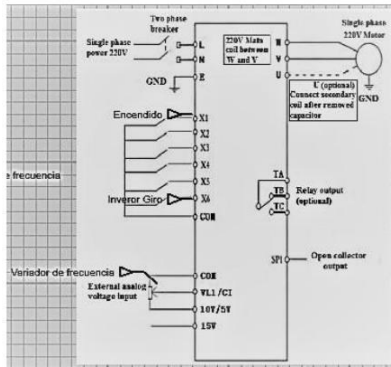 Two phase
breaker
Single phase
power 220V
L
N
E
GND
220V Main
coil between
W and V
W
V
U
Single phase
220V Motor
U (optional)
Connect secondary
coil after removed
capacitor
GND
Encendido
X1
X2
X3
X4
X5
Inveror Giro
X6
COM
e frecuencia
TA
TB
TC
Relay output
(optional)
Variador de frecuencia
COM
External analog
voltage input
VL1/CI
10V/5V
15V
SP1
Open collector
output